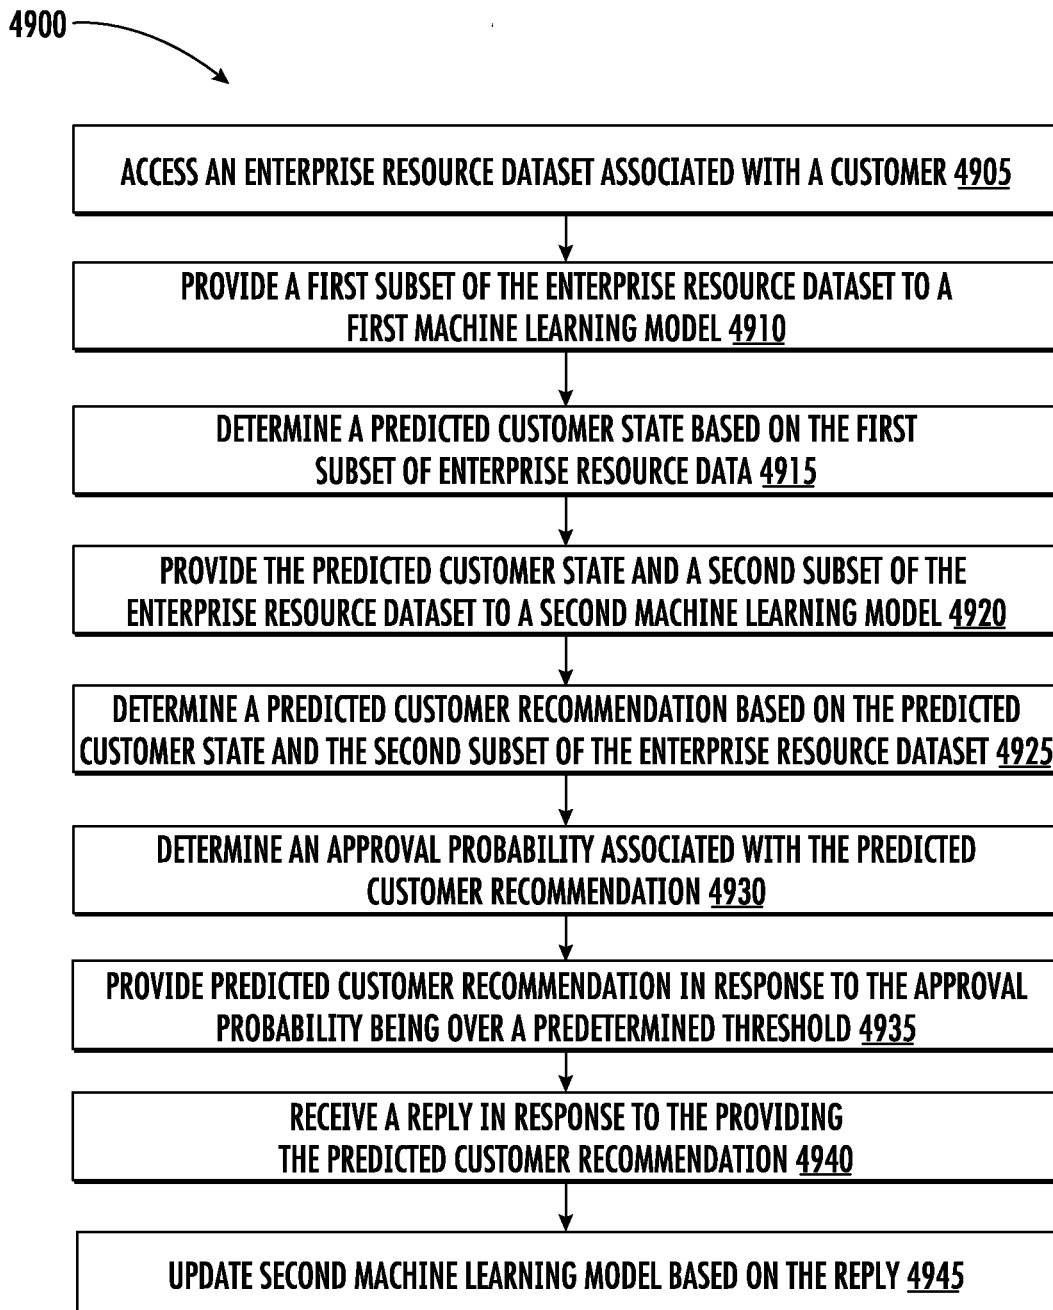 4900
ACCESS AN ENTERPRISE RESOURCE DATASET ASSOCIATED WITH A CUSTOMER 4905
PROVIDE A FIRST SUBSET OF THE ENTERPRISE RESOURCE DATASET TO A
FIRST MACHINE LEARNING MODEL 4910
DETERMINE A PREDICTED CUSTOMER STATE BASED ON THE FIRST
SUBSET OF ENTERPRISE RESOURCE DATA 4915
PROVIDE THE PREDICTED CUSTOMER STATE AND A SECOND SUBSET OF THE
ENTERPRISE RESOURCE DATASET TO A SECOND MACHINE LEARNING MODEL 4920
DETERMINE A PREDICTED CUSTOMER RECOMMENDATION BASED ON THE PREDICTED
CUSTOMER STATE AND THE SECOND SUBSET OF THE ENTERPRISE RESOURCE DATASET 4925
DETERMINE AN APPROVAL PROBABILITY ASSOCIATED WITH THE PREDICTED
CUSTOMER RECOMMENDATION 4930
PROVIDE PREDICTED CUSTOMER RECOMMENDATION IN RESPONSE TO THE APPROVAL
PROBABILITY BEING OVER A PREDETERMINED THRESHOLD 4935
RECEIVE A REPLY IN RESPONSE TO THE PROVIDING
THE PREDICTED CUSTOMER RECOMMENDATION 4940
UPDATE SECOND MACHINE LEARNING MODEL BASED ON THE REPLY 4945